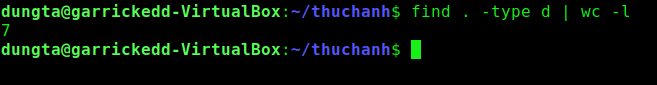 dungta@garrickedd-VirtualBox:~/thuchanh$ find . -type d | wc -l
7
dungta@garrickedd-VirtualBox:~/thuchanh$